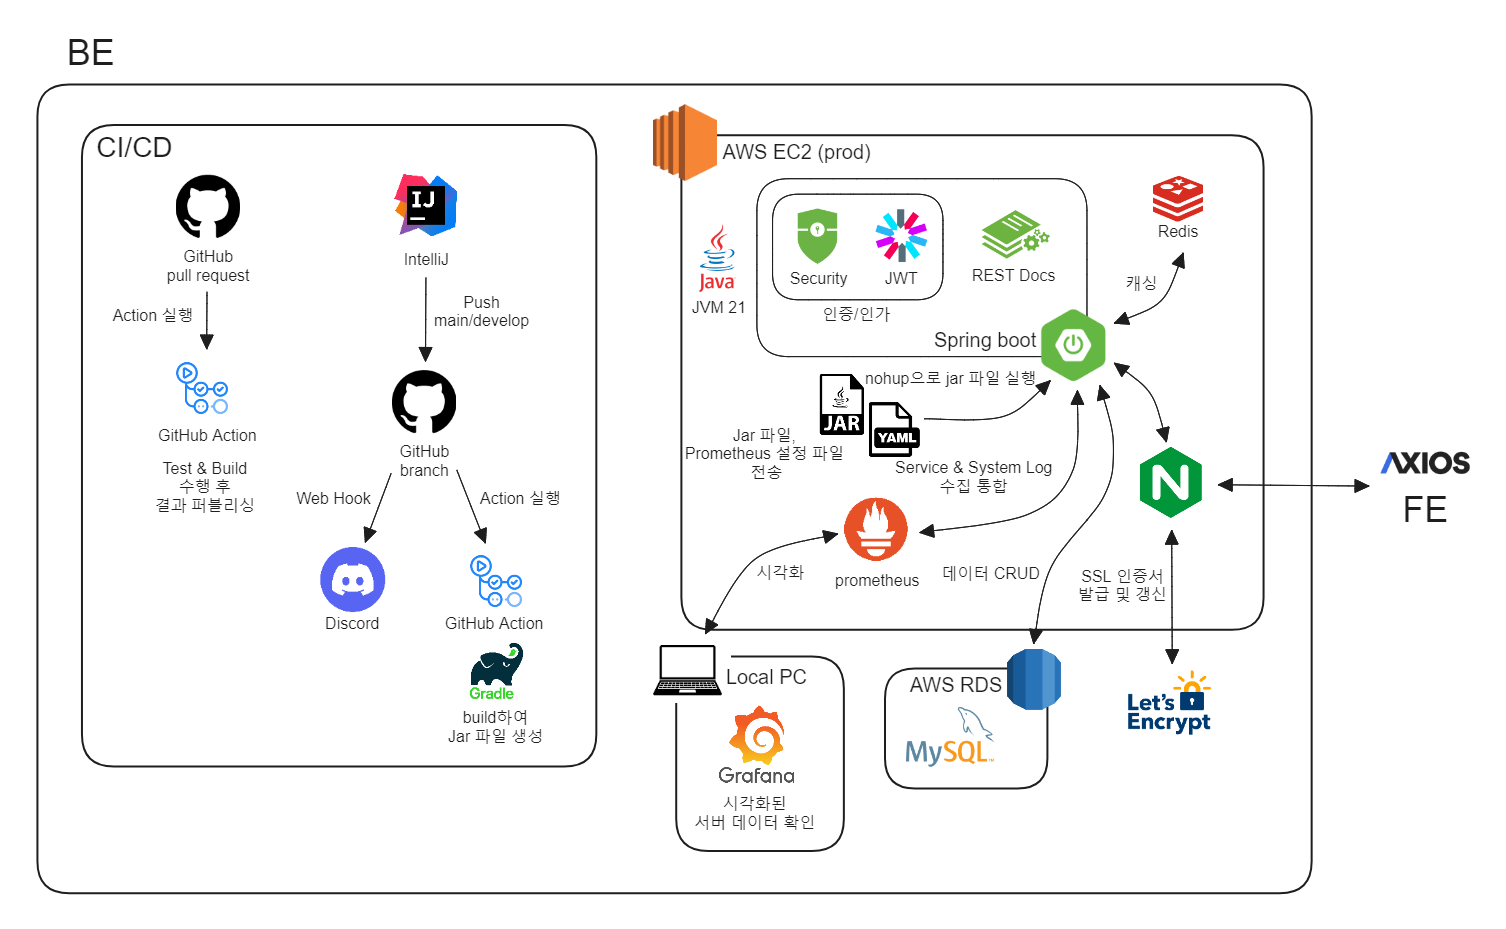 BE
CI/CD
GitHub
pull request
Action 실행
GitHub Action
Test & Build
수행 후
결과 퍼블리싱
IJ
IntelliJ
Push
main/develop
GitHub
branch
Web Hook
Action 실행
Discord
GitHub Action
Gradle
build하여
Jar 파일 생성
AWS EC2 (prod)
Java
JVM 21
Security
JWT
인증/인가
REST Docs
Spring boot
Redis
캐싱
nohup으로 jar 파일 실행
JAR
YAML
Jar 파일,
Prometheus 설정 파일
전송
Service & System Log
수집 통합
prometheus
시각화
데이터 CRUD
N
SSL 인증서
발급 및 갱신
AXIOS
FE
Let's
Encrypt
Local PC
Grafana
시각화된
서버 데이터 확인
AWS RDS
MySQL